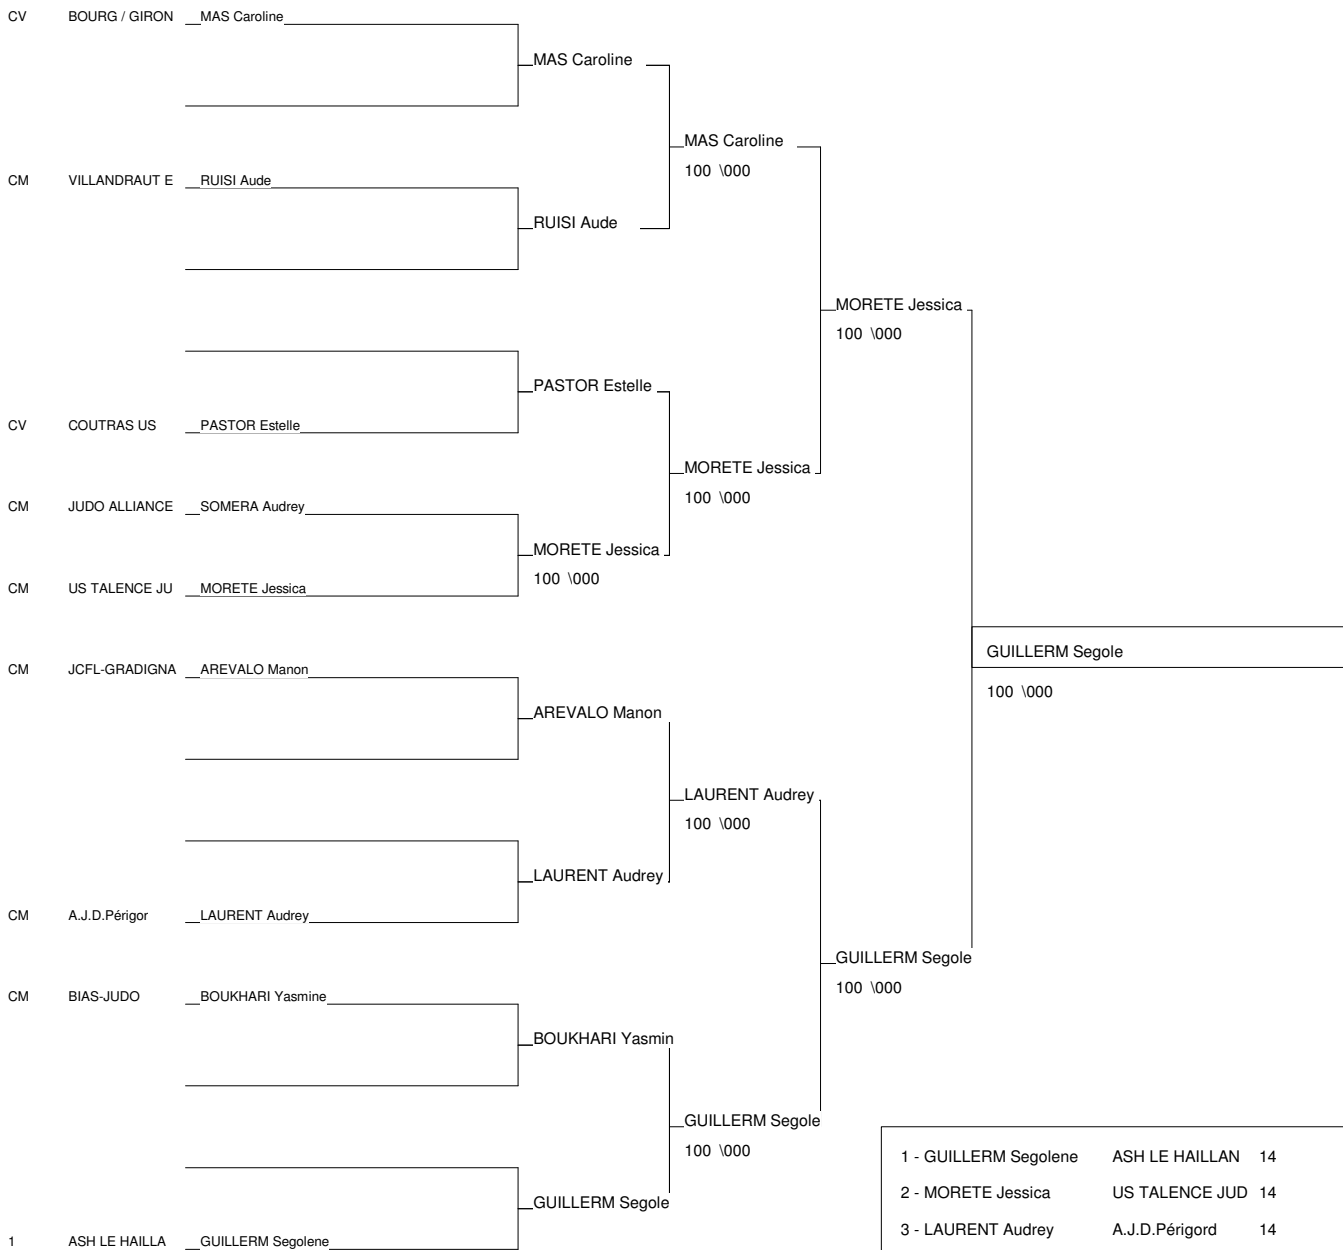 CV BOURG / GIRON MAS Caroline
MAS Caroline
MAS Caroline
100 \000
CM VILLANDRAUT E RUISI Aude
RUISI Aude
MORETE Jessica
100 \000
PASTOR Estelle
CV COUTRAS US PASTOR Estelle
MORETE Jessica
100 \000
CM JUDO ALLIANCE SOMERA Audrey
MORETE Jessica
100 \000
CM US TALENCE JU MORETE Jessica
GUILLERM Segole
100 \000
CM JCFL-GRADIGNA AREVALO Manon
AREVALO Manon
LAURENT Audrey
100 \000
LAURENT Audrey
CM A.J.D.Périgor LAURENT Audrey
GUILLERM Segole
100 \000
CM BIAS-JUDO BOUKHARI Yasmine
BOUKHARI Yasmin
GUILLERM Segole
100 \000
GUILLERM Segole
1 ASH LE HAILLA GUILLERM Segolene
1 - GUILLERM Segolene ASH LE HAILLAN 14
2 - MORETE Jessica US TALENCE JUD 14
3 - LAURENT Audrey A.J.D.Périgord 14